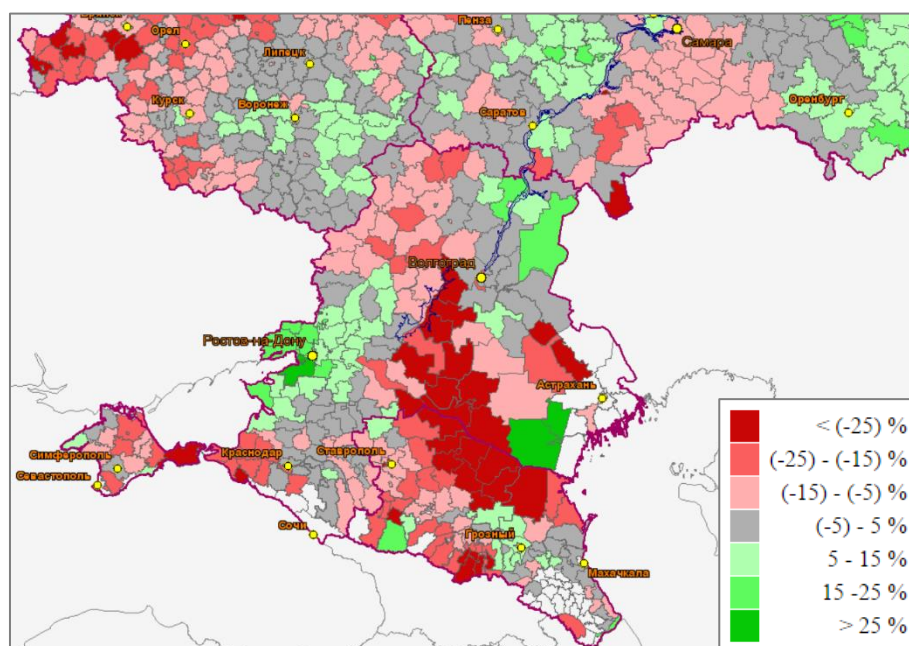 Пенза
Орел
Самара
Липецк
Курск
Воронеж
Оренбург
Саратов
Волгоград
Ростов-на-Дону
Астрахань
Симферополь
Краснодар
Ставрополь
Севастополь
Сочи
Грозный
Махачкала
< (-25) %
(-25) - (-15) %
(-15) - (-5) %
(-5) - 5 %
5 - 15 %
15 -25 %
> 25 %